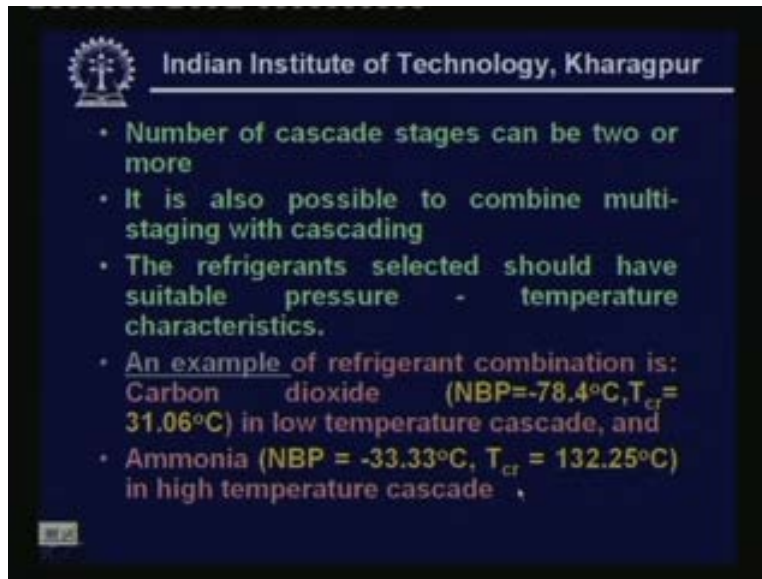 Indian Institute of Technology, Kharagpur
• Number of cascade stages can be two or
more
• It is also possible to combine multi-
staging with cascading
• The refrigerants selected should have
suitable pressure - temperature
characteristics.
• An example of refrigerant combination is:
Carbon dioxide (NBP=-78.4°C,Tcr=
31.06°C) in low temperature cascade, and
• Ammonia (NBP = -33.33°C, Tcr = 132.25°C)
in high temperature cascade